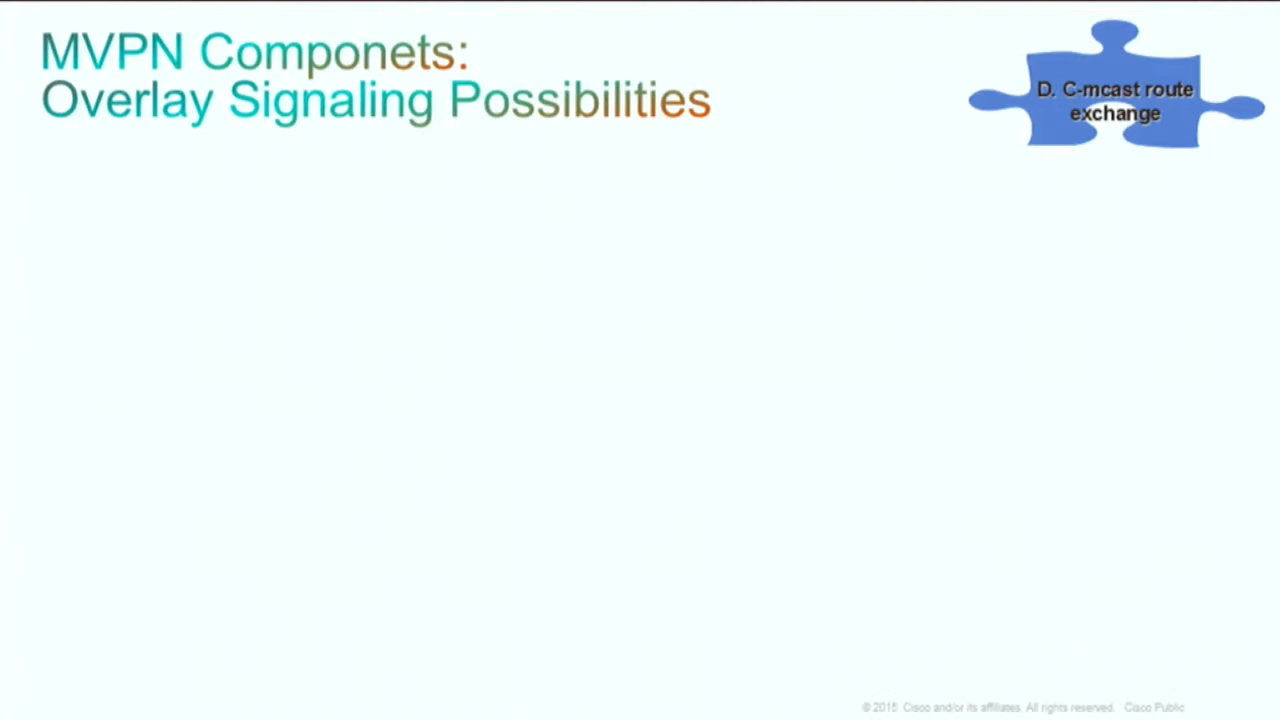 MVPN Componets:
Overlay Signaling Possibilities
D. C-mcast route
exchange
© 2015 Cisco and/or its affiliates. All rights reserved. Cisco Public